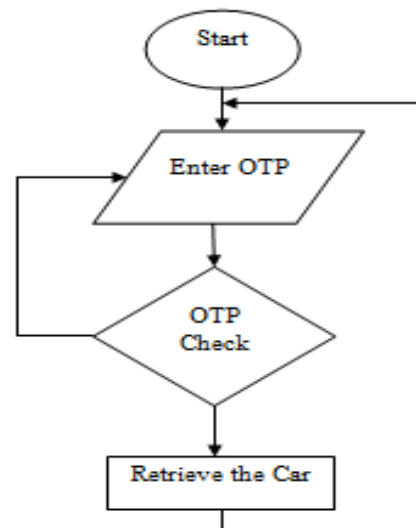 Start
Enter OTP
OTP
Check
Retrieve the Car